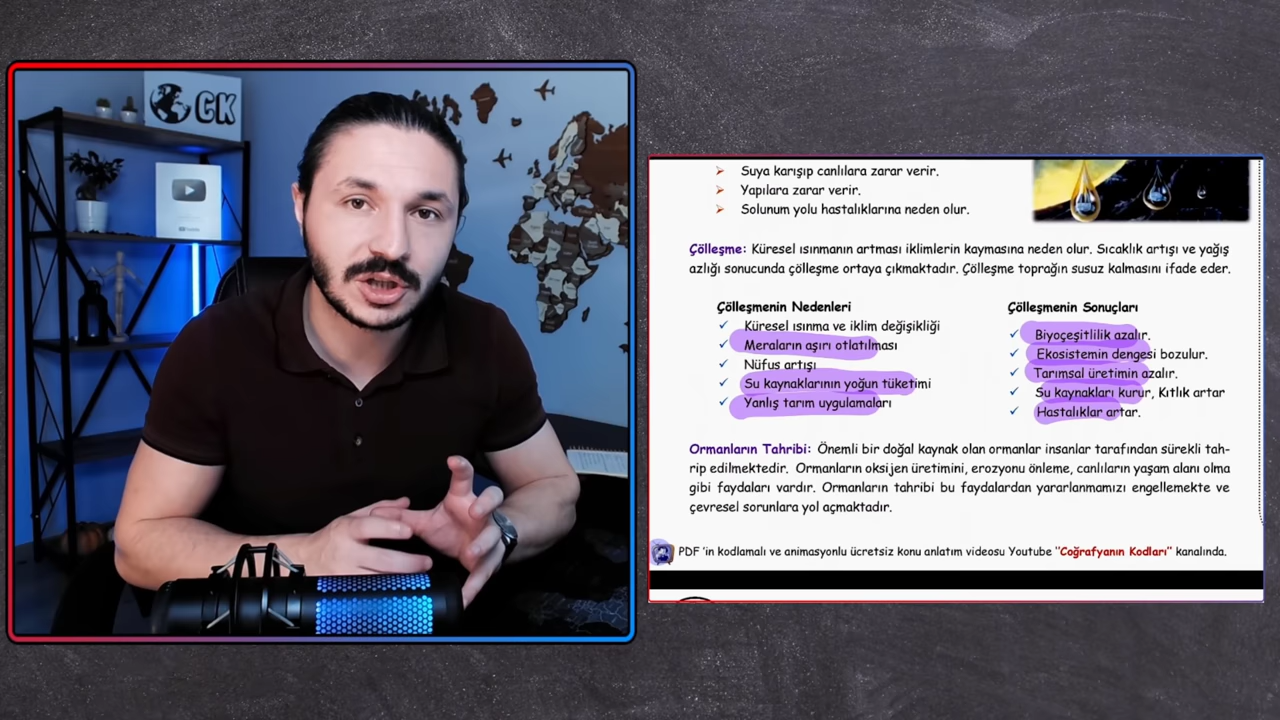 CK
Suya karışıp canlılara zarar verir.
Yapılara zarar verir.
Solunum yolu hastalıklarına neden olur.
Çölleşme: Küresel ısınmanın artması iklimlerin kaymasına neden olur. Sıcaklık artışı ve yağış
azlığı sonucunda çölleşme ortaya çıkmaktadır. Çölleşme toprağın susuz kalmasını ifade eder.
Çölleşmenin Nedenleri
Küresel ısınma ve iklim değişikliği
Meraların aşırı otlatılması
Nüfus artışı
Su kaynaklarının yoğun tüketimi
Yanlış tarım uygulamaları
Çölleşmenin Sonuçları
Biyoçeşitlilik azalır.
Ekosistemin dengesi bozulur.
Tarımsal üretimin azalır.
Su kaynakları kurur, Kıtlık artar
Hastalıklar artar.
Ormanların Tahribi: Önemli bir doğal kaynak olan ormanlar insanlar tarafından sürekli tah-
rip edilmektedir. Ormanların oksijen üretimini, erozyonu önleme, canlıların yaşam alanı olma
gibi faydaları vardır. Ormanların tahribi bu faydalardan yararlanmamızı engellemekte ve
çevresel sorunlara yol açmaktadır.
PDF 'in kodlamalı ve animasyonlu ücretsiz konu anlatım videosu Youtube "Coğrafyanın Kodları" kanalında.